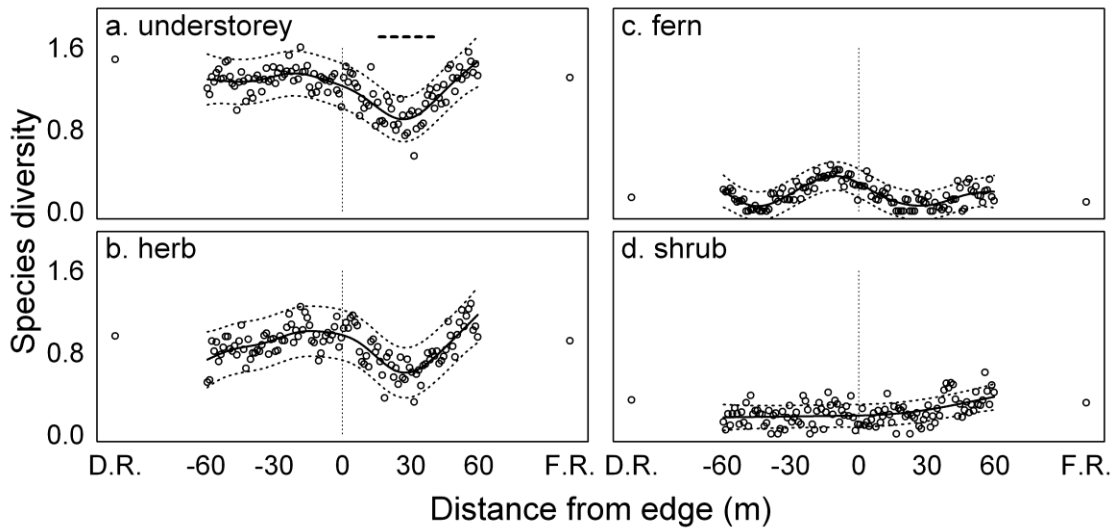 a. understorey
c. fern
1.6
0.8
0.0
Species diversity
b. herb
d. shrub
1.6
0.8
0.0
D.R. -60 -30 0 30 60 F.R. D.R. -60 -30 0 30 60 F.R.
Distance from edge (m)